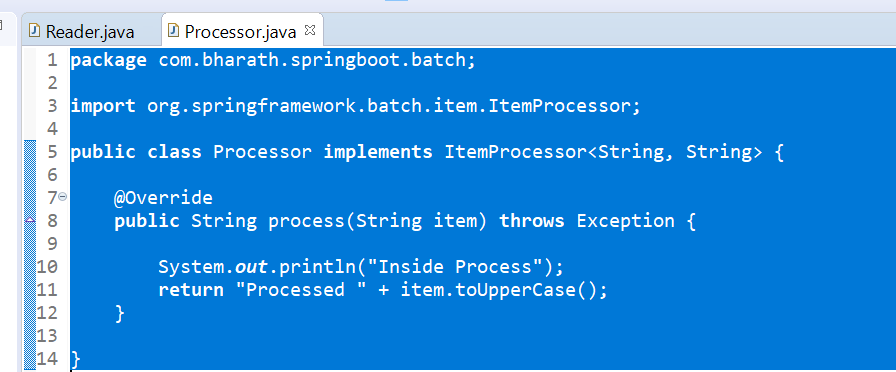 Reader.java Processor.java
1 package com.bharath.springboot.batch;
2
3 import org.springframework.batch.item.ItemProcessor;
4
5 public class Processor implements ItemProcessor<String, String> {
6
7 @Override
8 public String process(String item) throws Exception {
9
10 System.out.println("Inside Process");
11 return "Processed " + item.toUpperCase();
12 }
13
14 }